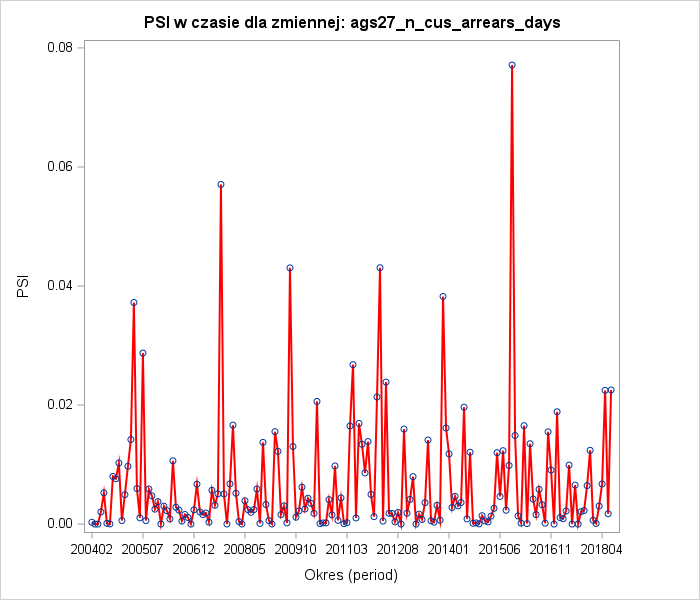 PSI w czasie dla zmiennej: ags27_n_cus_arrears_days
0.08
0.06
0.04
0.02
0.00
PSI
200402 200507 200612 200805 200910 201103 201208 201401 201506 201611 201804
Okres (period)